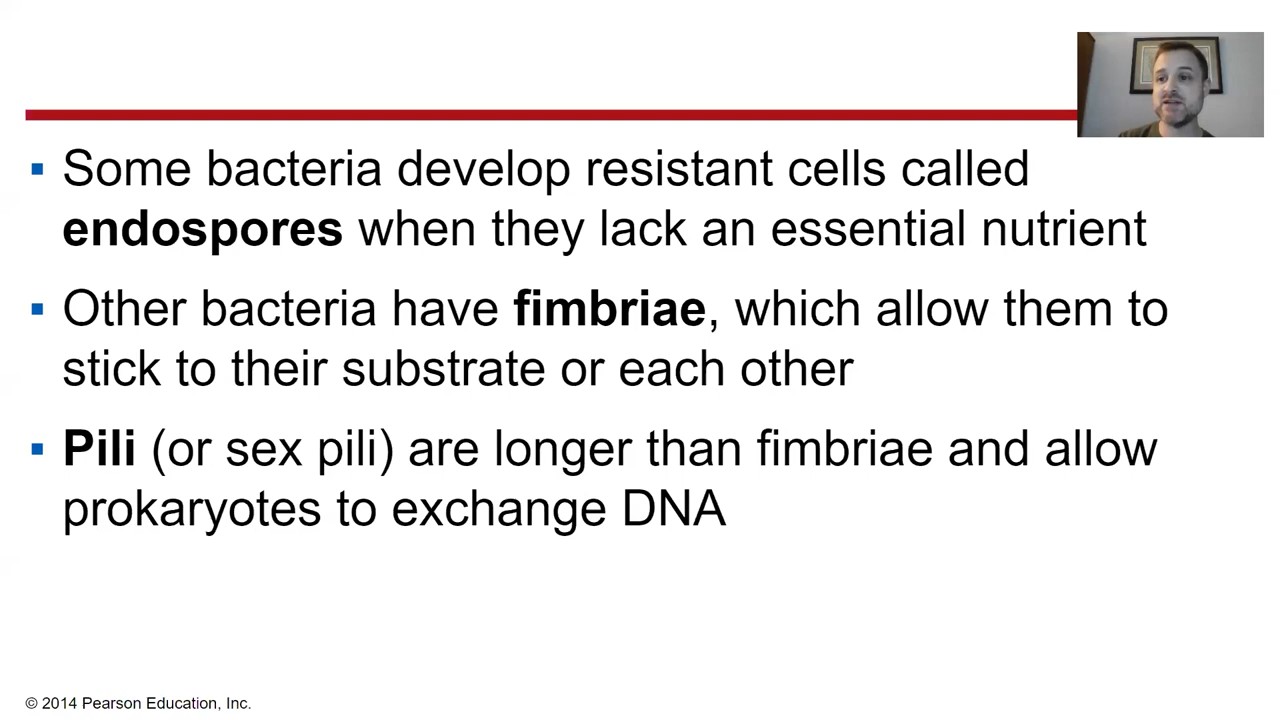 ▪ Some bacteria develop resistant cells called
endospores when they lack an essential nutrient
▪ Other bacteria have fimbriae, which allow them to
stick to their substrate or each other
▪ Pili (or sex pili) are longer than fimbriae and allow
prokaryotes to exchange DNA
© 2014 Pearson Education, Inc.